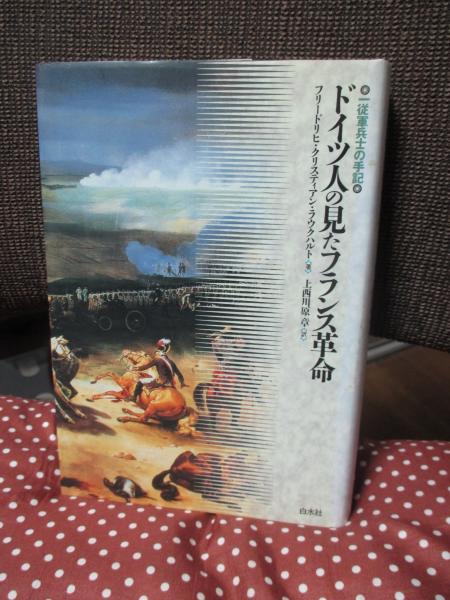 一従軍兵士の手記
ドイツ人の見たフランス革命
フリードリヒ・クリスティアン・ラウクハルト 著
上西川原 章 訳
白水社